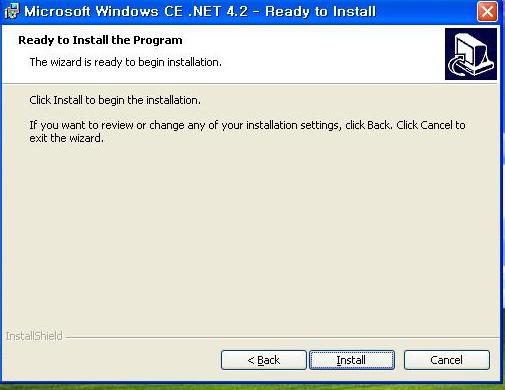 Microsoft Windows CE .NET 4.2 - Ready to Install
Ready to Install the Program
The wizard is ready to begin installation.
Click Install to begin the installation.
If you want to review or change any of your installation settings, click Back. Click Cancel to
exit the wizard.
InstallShield
< Back
Install
Cancel